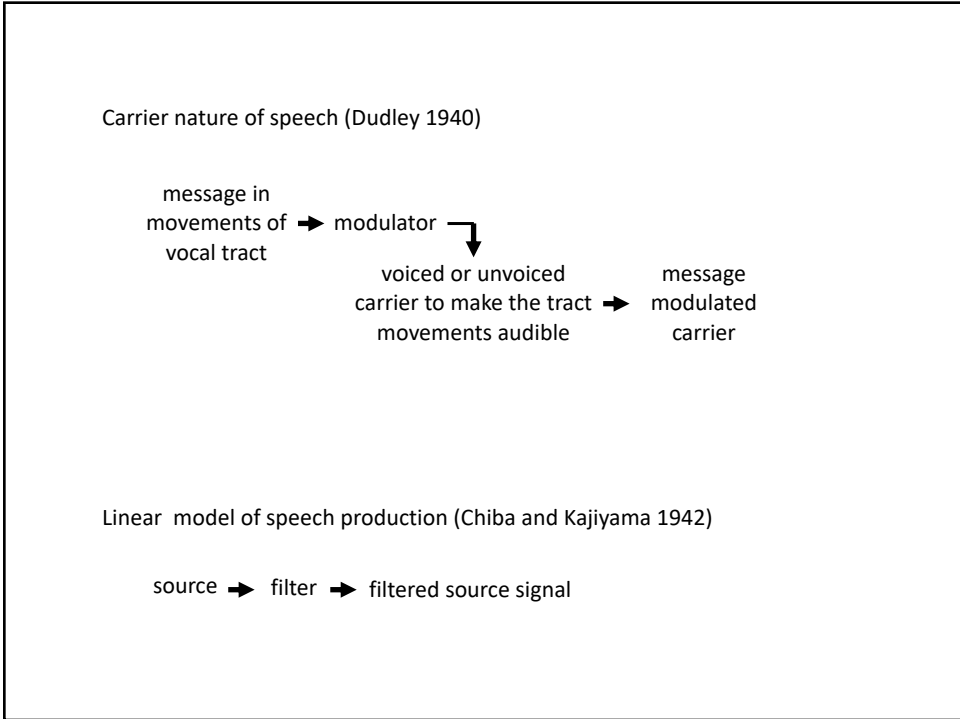 Carrier nature of speech (Dudley 1940)
message in
movements of
vocal tract
modulator
voiced or unvoiced
carrier to make the tract
movements audible
message
modulated
carrier
Linear  model of speech production (Chiba and Kajiyama 1942)
source
filter
filtered source signal